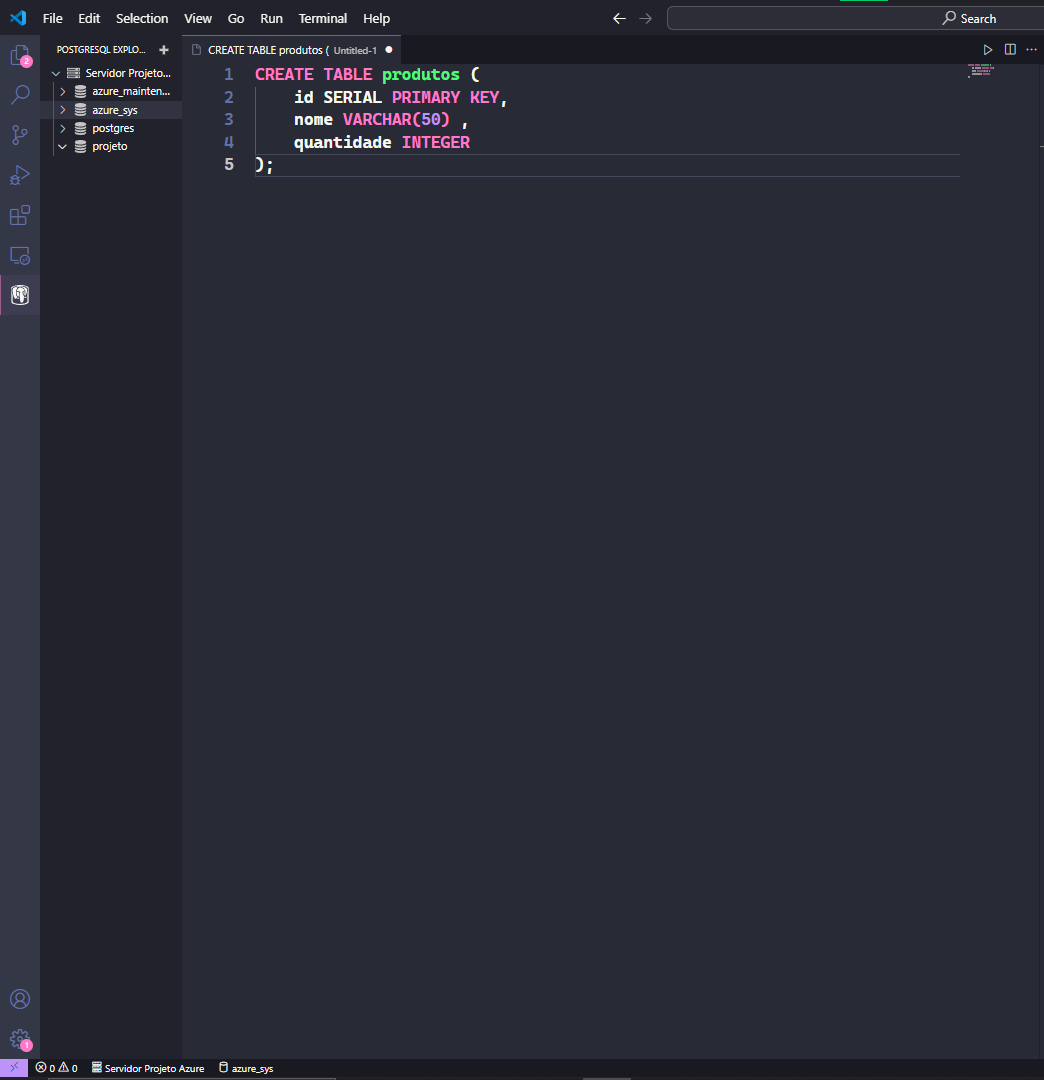 File Edit Selection View Go Run Terminal Help
Search
POSTGRESQL EXPLO...
Servidor Projeto...
azure_mainten...
azure_sys
postgres
projeto
CREATE TABLE produtos ( Untitled-1
1 CREATE TABLE produtos (
2 id SERIAL PRIMARY KEY,
3 nome VARCHAR(50) ,
4 quantidade INTEGER
5 );
2
1
0 0 Servidor Projeto Azure azure_sys